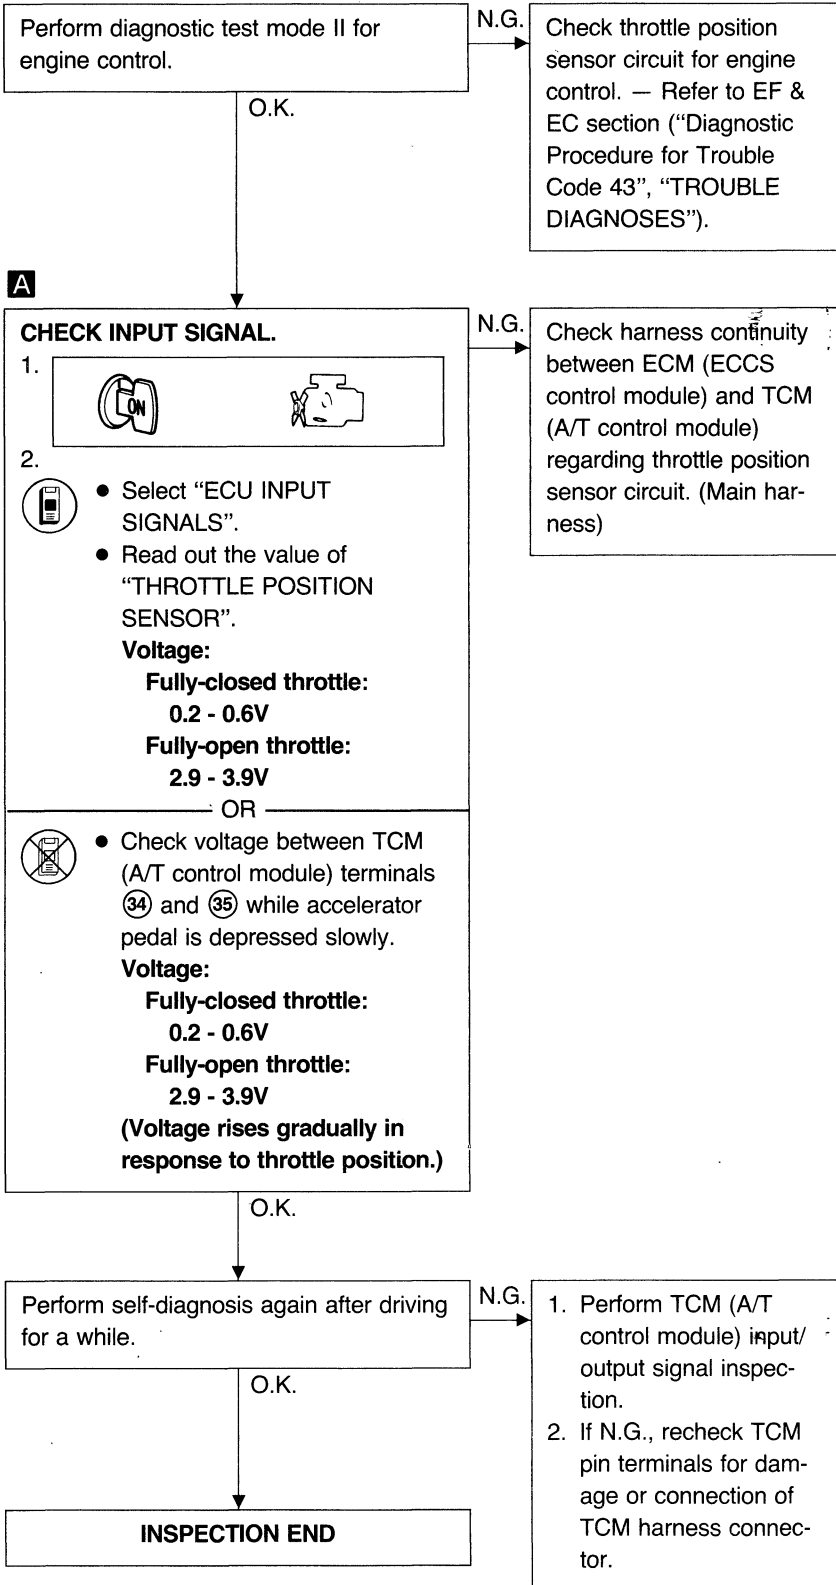 Perform diagnostic test mode II for
engine control.
N.G.
Check throttle position
sensor circuit for engine
control. — Refer to EF &
EC section ("Diagnostic
Procedure for Trouble
Code 43", "TROUBLE
DIAGNOSES").
O.K.
A
CHECK INPUT SIGNAL.
1.
ON
2.
● Select "ECU INPUT
SIGNALS".
● Read out the value of
"THROTTLE POSITION
SENSOR".
Voltage:
Fully-closed throttle:
0.2 - 0.6V
Fully-open throttle:
2.9 - 3.9V
OR
● Check voltage between TCM
(A/T control module) terminals
34 and 35 while accelerator
pedal is depressed slowly.
Voltage:
Fully-closed throttle:
0.2 - 0.6V
Fully-open throttle:
2.9 - 3.9V
(Voltage rises gradually in
response to throttle position.)
N.G.
Check harness continuity
between ECM (ECCS
control module) and TCM
(A/T control module)
regarding throttle position
sensor circuit. (Main har-
ness)
O.K.
Perform self-diagnosis again after driving
for a while.
N.G.
1. Perform TCM (A/T
control module) input/
output signal inspec-
tion.
2. If N.G., recheck TCM
pin terminals for dam-
age or connection of
TCM harness connec-
tor.
O.K.
INSPECTION END